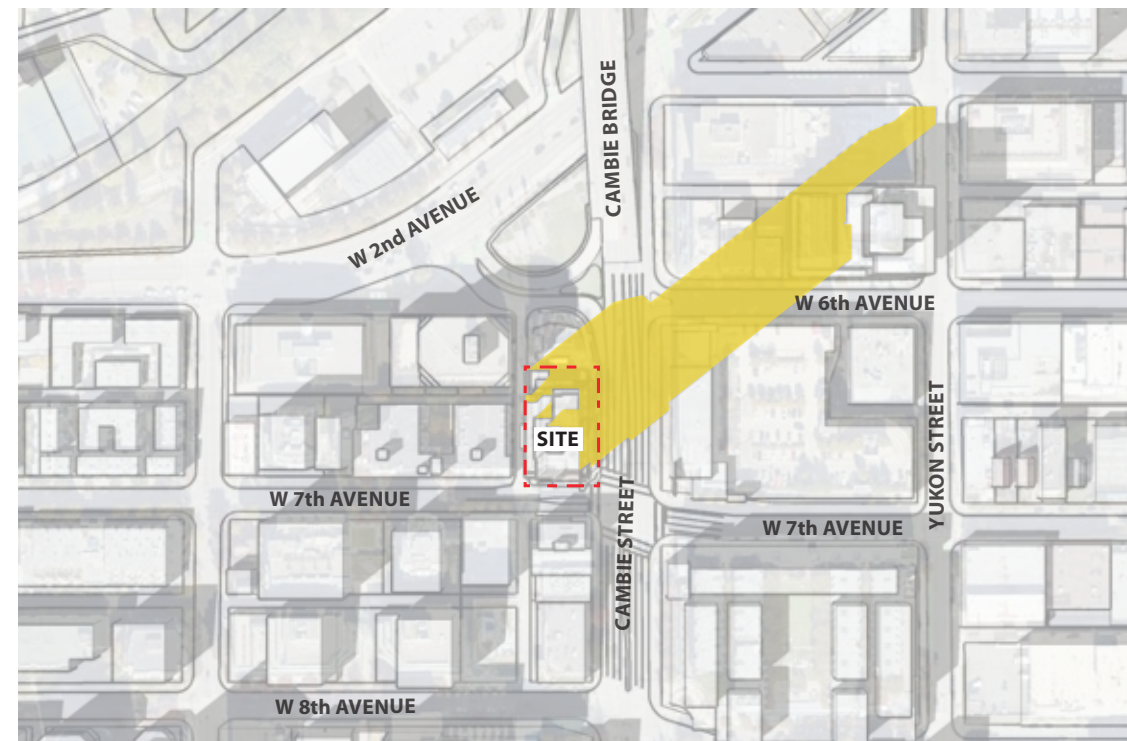 CAMBIE BRIDGE
W 2nd AVENUE
W 6th AVENUE
SITE
YUKON STREET
W 7th AVENUE
W 7th AVENUE
CAMBIE STREET
W 8th AVENUE